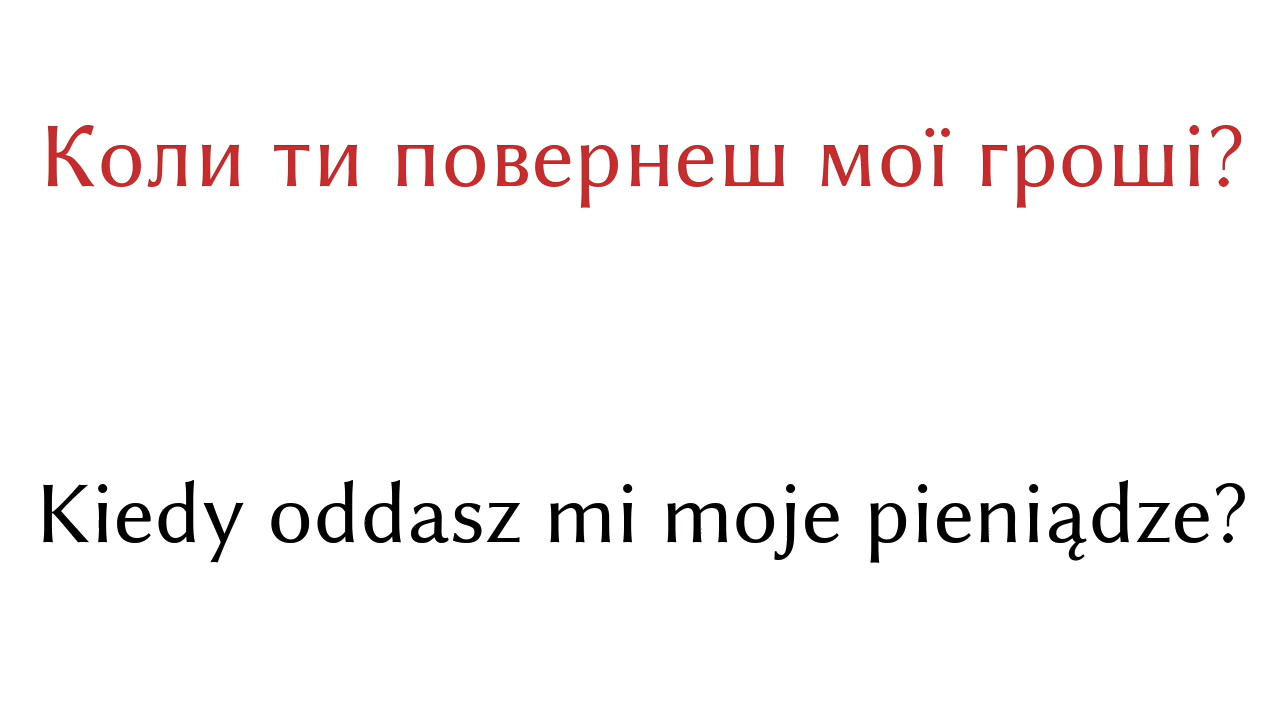 Коли ти повернеш мої гроші?
Kiedy oddasz mi moje pieniądze?